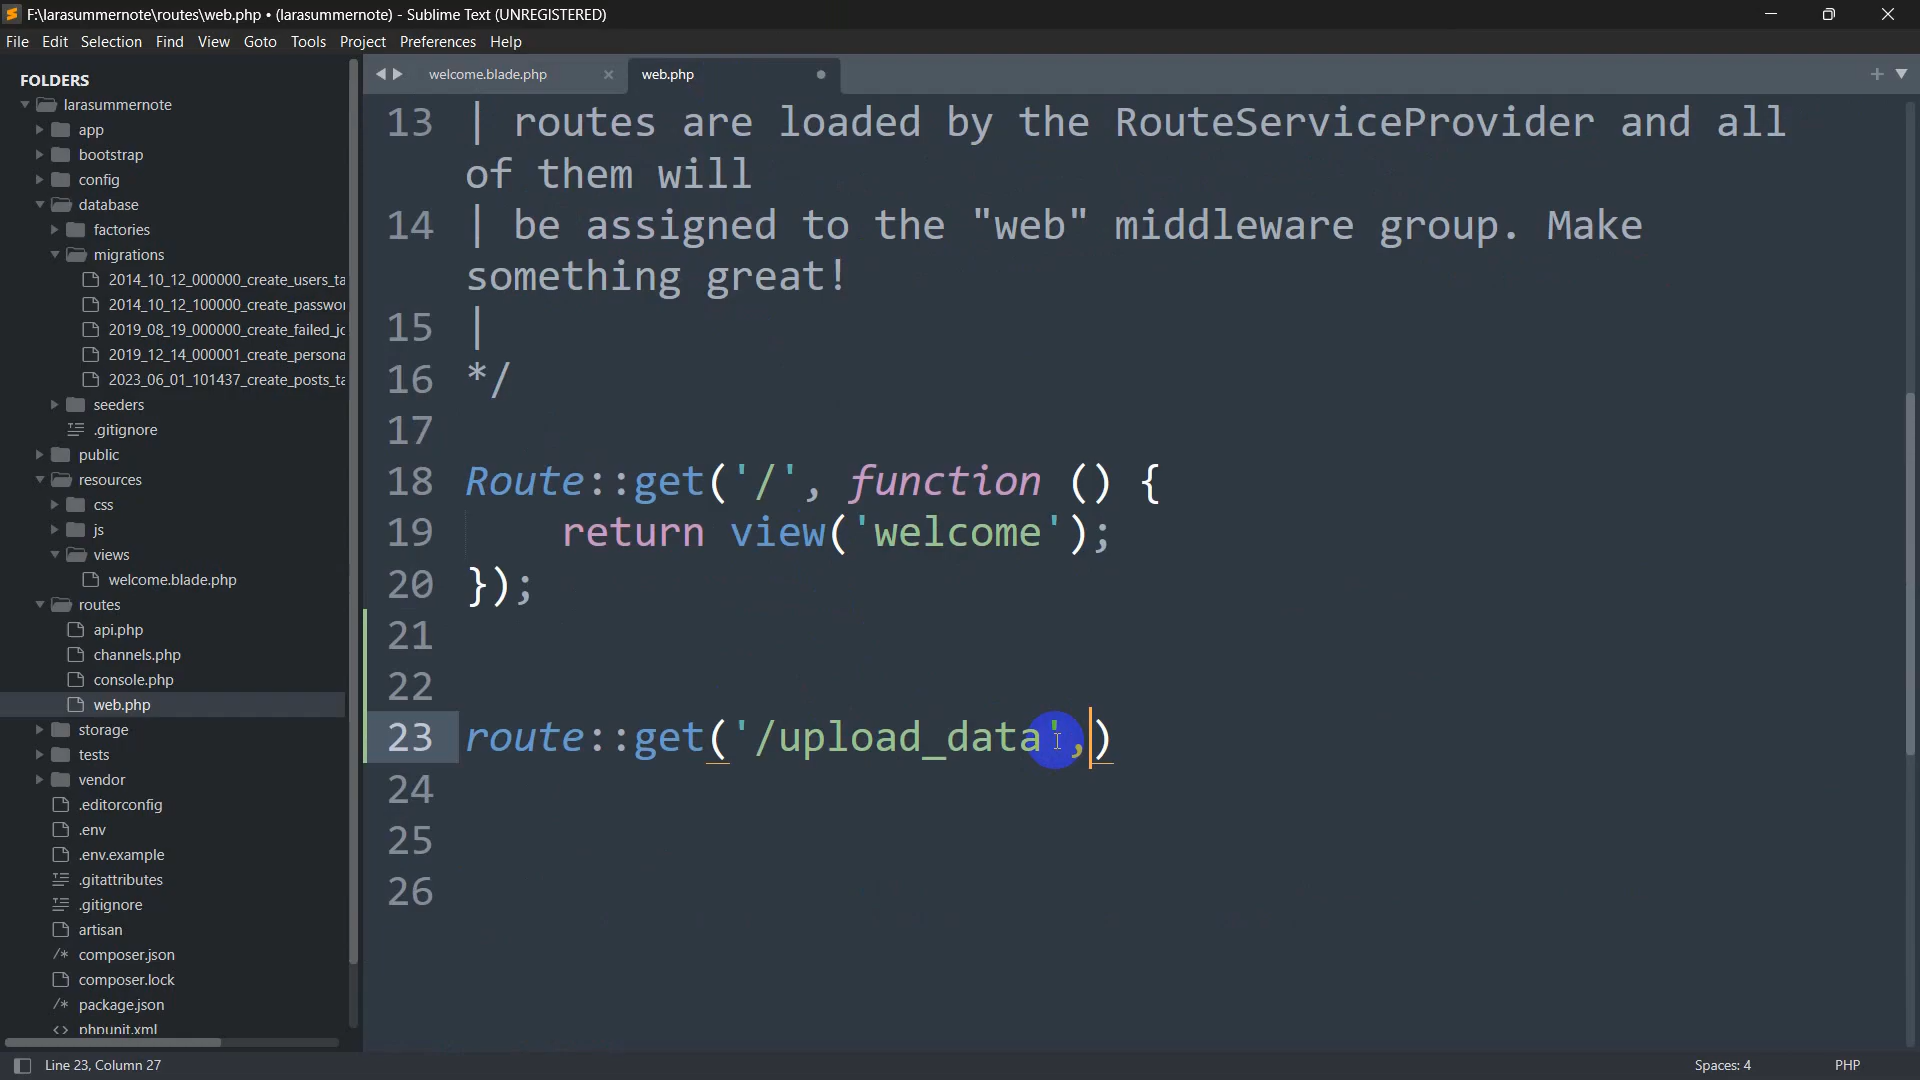 F:\larasummernote\routes\web.php • (larasummernote) - Sublime Text (UNREGISTERED)
File Edit Selection Find View Goto Tools Project Preferences Help
FOLDERS
larasummernote
app
bootstrap
config
database
factories
migrations
2014_10_12_000000_create_users_ta
2014_10_12_100000_create_passwor
2019_08_19_000000_create_failed_jo
2019_12_14_000001_create_persona
2023_06_01_101437_create_posts_ta
seeders
.gitignore
public
resources
css
js
views
welcome.blade.php
routes
api.php
channels.php
console.php
web.php
storage
tests
vendor
.editorconfig
.env
.env.example
.gitattributes
.gitignore
artisan
composer.json
composer.lock
package.json
phpunit.xml
welcome.blade.php web.php
13 | routes are loaded by the RouteServiceProvider and all
of them will
14 | be assigned to the "web" middleware group. Make
something great!
15 |
16 */
17
18 Route::get('/', function () {
19 return view('welcome');
20 });
21
22
23 route::get('/upload_data',)
24
25
26
Line 23, Column 27 Spaces: 4 PHP